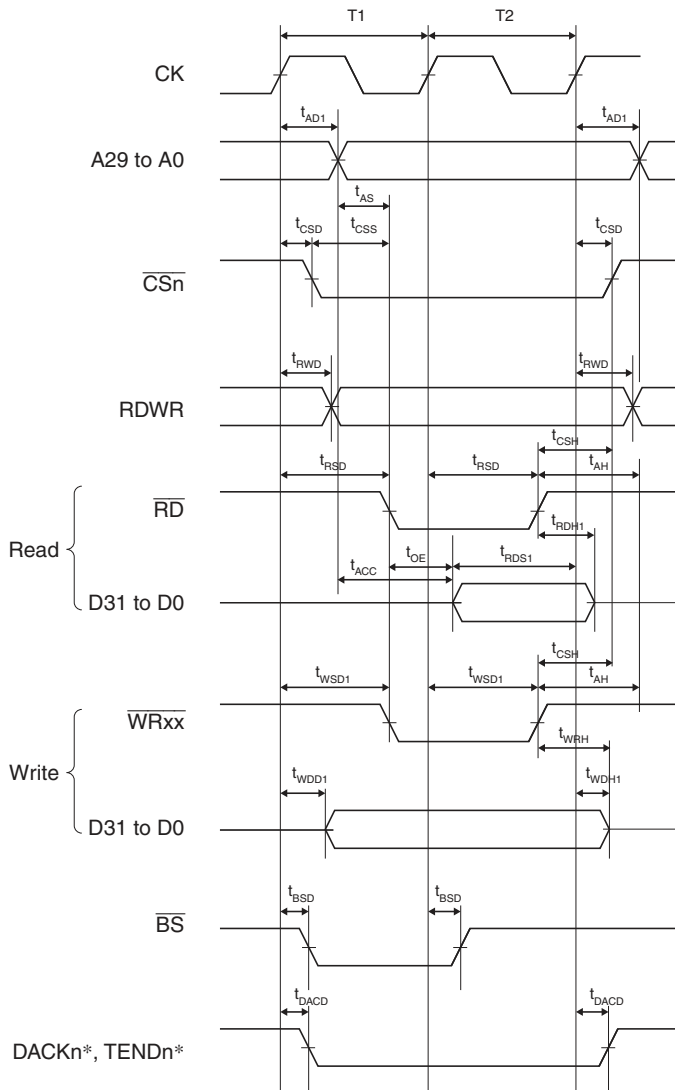 T1 T2
CK
tAD1 tAD1
A29 to A0
tAS
tCSD tCSS tCSD
CSn
tRWD tRWD
RDWR
tCSH
tRSD tRSD tAH
RD
tRDH1
Read
tOE tRDS1
tACC
D31 to D0
tCSH
tWSD1 tWSD1 tAH
WRxx
tWRH
Write
tWDD1 tWDH1
D31 to D0
tBSD tBSD
BS
tDACD tDACD
DACKn*, TENDn*